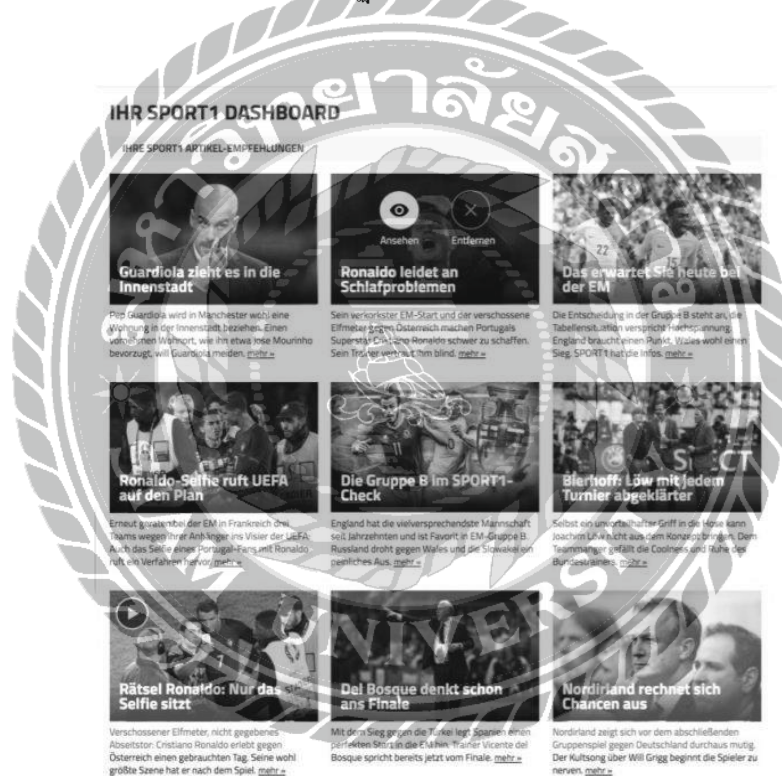 IHR SPORT1 DASHBOARD
IHRE SPORT1 ARTIKEL-EMPFEHLUNGEN
Guardiola zieht es in die
Innenstadt
Pep Guardiola wird in Manchester wohl eine
Wohnung in der Innenstadt beziehen. Einen
vornehmen Wohnort, wie ihn etwa Jose Mourinho
bevorzugt, will Guardiola meiden. mehr »
Ansehen Entfernen
Ronaldo leidet an
Schlafproblemen
Sein verkorkster EM-Start und der verschossene
Elfmeter gegen Österreich machen Portugals
Superstar Cristiano Ronaldo schwer zu schaffen.
Sein Trainer vertraut ihm blind. mehr »
22
15
Das erwartet Sie heute bei
der EM
Die Entscheidung in der Gruppe B steht an, die
Tabellensituation verspricht Hochspannung.
England braucht einen Punkt, Wales wohl einen
Sieg. SPORT1 hat die Infos. mehr »
Ronaldo-Selfie ruft UEFA
auf den Plan
Erneut geraten bei der EM in Frankreich drei
Teams wegen ihrer Anhänger ins Visier der UEFA.
Auch das Selfie eines Portugal-Fans mit Ronaldo
ruft ein Verfahren hervor. mehr »
11
Die Gruppe B im SPORT1-
Check
England hat die vielversprechendste Mannschaft
seit Jahrzehnten und ist Favorit in EM-Gruppe B.
Russland droht gegen Wales und die Slowakei ein
peinliches Aus. mehr »
Bierhoff: Löw mit jedem
Turnier abgeklärter
Selbst ein unvorteilhafter Griff in die Hose kann
Joachim Löw nicht aus dem Konzept bringen. Dem
Teammanager gefällt die Coolness und Ruhe des
Bundestrainers. mehr »
7
Rätsel Ronaldo: Nur das
Selfie sitzt
Verschossener Elfmeter, nicht gegebenes
Abseitstor: Cristiano Ronaldo erlebt gegen
Österreich einen gebrauchten Tag. Seine wohl
größte Szene hat er nach dem Spiel. mehr »
Del Bosque denkt schon
ans Finale
Mit dem Sieg gegen die Türkei legt Spanien einen
perfekten Start in die EM hin. Trainer Vicente del
Bosque spricht bereits jetzt vom Finale. mehr »
Nordirland rechnet sich
Chancen aus
Nordirland zeigt sich vor dem abschließenden
Gruppenspiel gegen Deutschland durchaus mutig.
Der Kultsong über Will Grigg beginnt die Spieler zu
nerven. mehr »